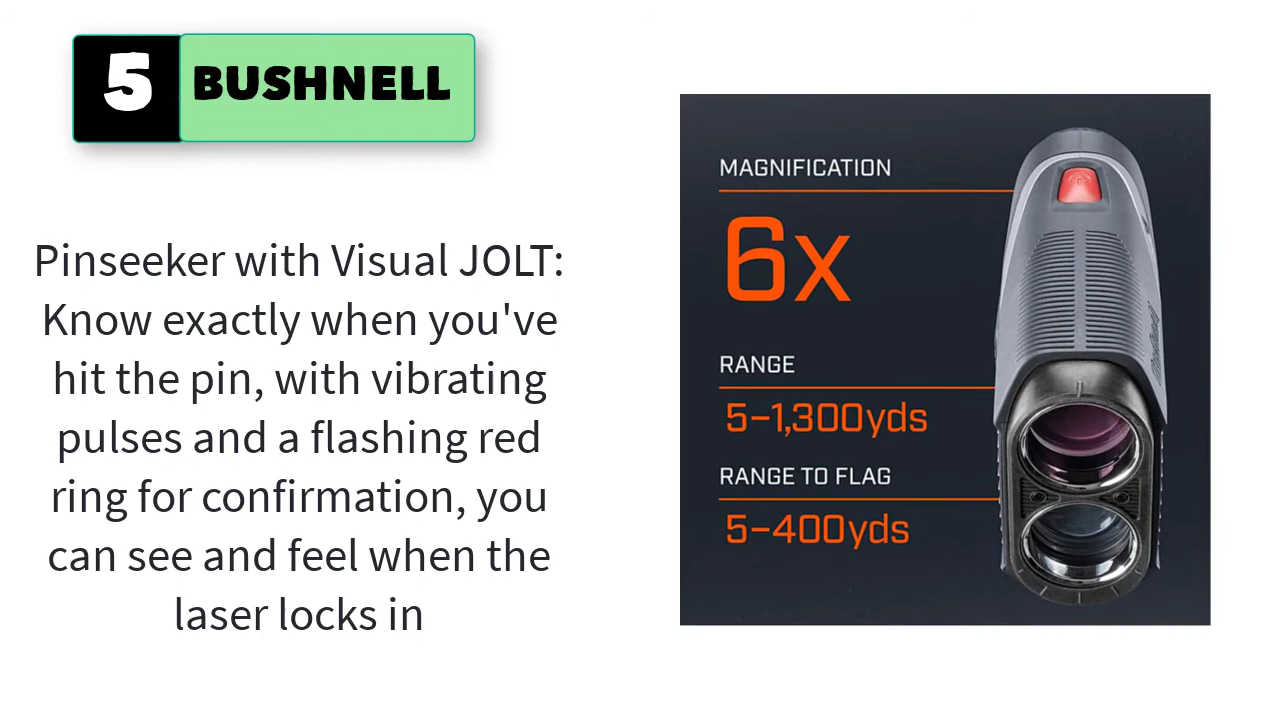 5 BUSHNELL
Pinseeker with Visual JOLT:
Know exactly when you've
hit the pin, with vibrating
pulses and a flashing red
ring for confirmation, you
can see and feel when the
laser locks in
MAGNIFICATION
6x
RANGE
5–1,300yds
RANGE TO FLAG
5–400yds